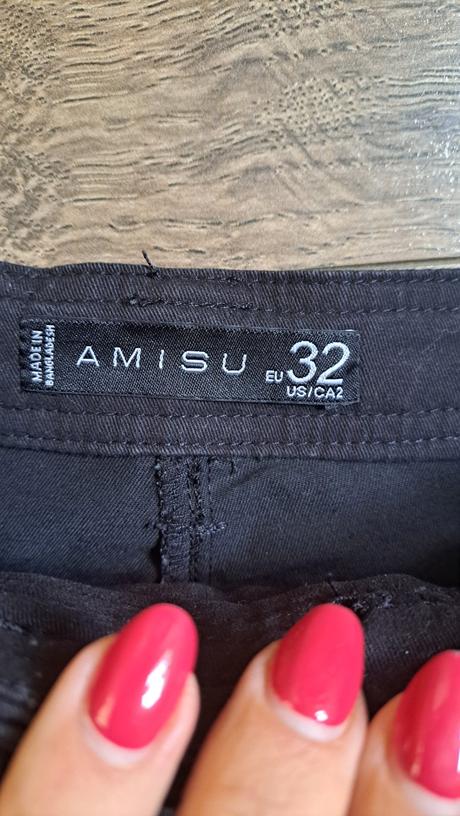 MADE IN
BANGLADESH
AMISU
EU 32
US/CA2